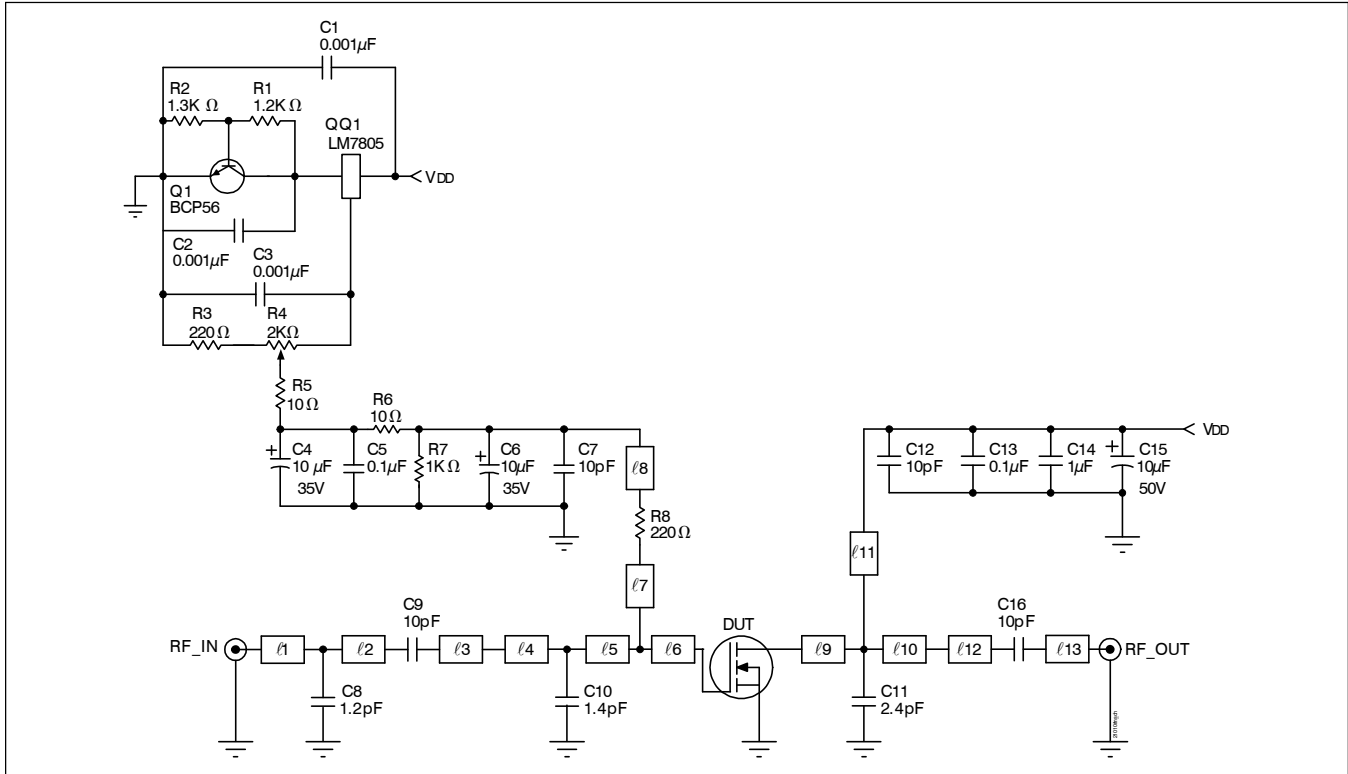 C1
0.001µF
R2
1.3K Ω
R1
1.2K Ω
QQ1
LM7805
VDD
Q1
BCP56
C2
0.001µF
C3
0.001µF
R3
220 Ω
R4
2KΩ
R5
10 Ω
R6
10 Ω
C4
10 µF
35V
C5
0.1µF
R7
1K Ω
C6
10µF
35V
C7
10pF
ℓ8
R8
220 Ω
ℓ7
VDD
C12
10pF
C13
0.1µF
C14
1µF
C15
10µF
50V
ℓ11
RF_IN
ℓ1
ℓ2
C9
10pF
ℓ3
ℓ4
ℓ5
ℓ6
DUT
ℓ9
ℓ10
ℓ12
C16
10pF
ℓ13
RF_OUT
C8
1.2pF
C10
1.4pF
C11
2.4pF